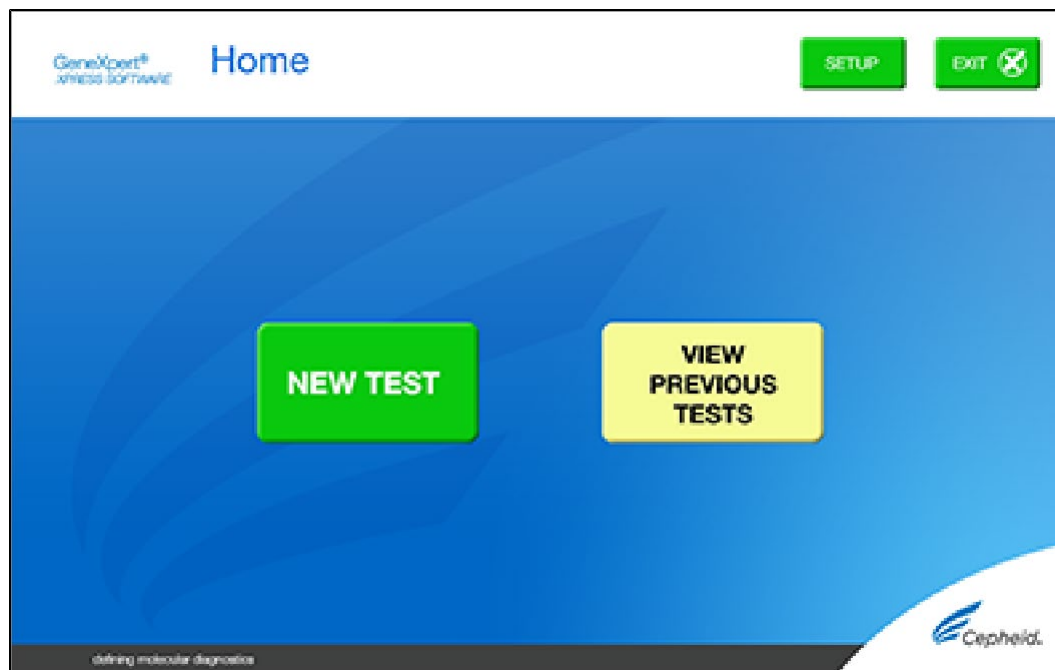 GeneXpert®
XPRESS SOFTWARE
Home
SETUP
EXIT
NEW TEST
VIEW
PREVIOUS
TESTS
Cepheid.
defining molecular diagnostics